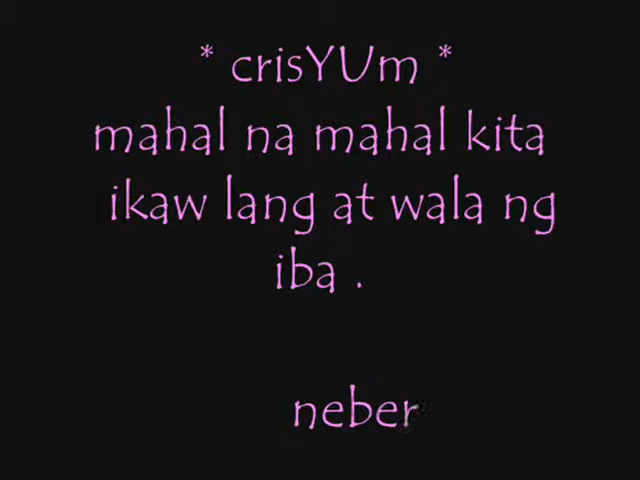 * crisYUm *
mahal na mahal kita
ikaw lang at wala ng
iba .
neber